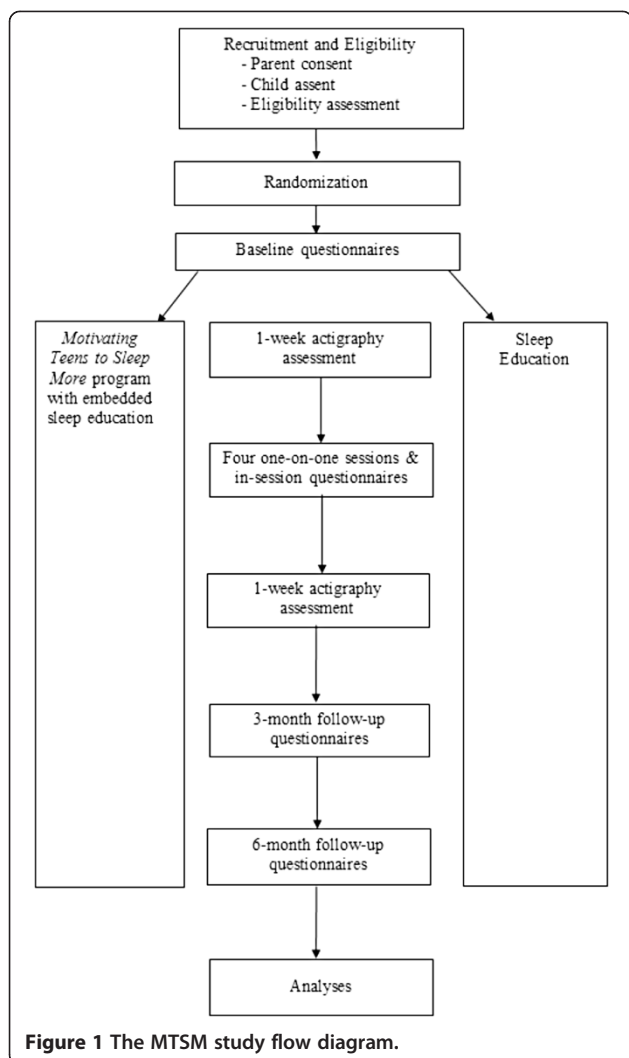 Recruitment and Eligibility
- Parent consent
- Child assent
- Eligibility assessment
Randomization
Baseline questionnaires
Motivating
Teens to Sleep
More program
with embedded
sleep education
1-week actigraphy
assessment
Four one-on-one sessions &
in-session questionnaires
1-week actigraphy
assessment
3-month follow-up
questionnaires
6-month follow-up
questionnaires
Sleep
Education
Analyses
Figure 1 The MTSM study flow diagram.